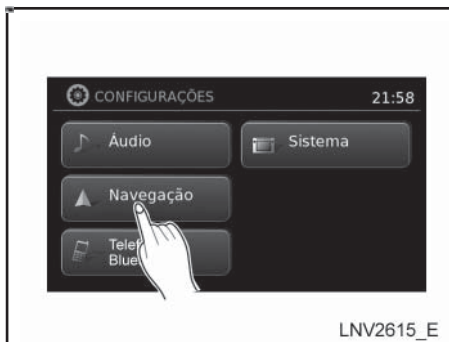 CONFIGURAÇÕES 21:58
Áudio
Sistema
Navegação
LNV2615_E